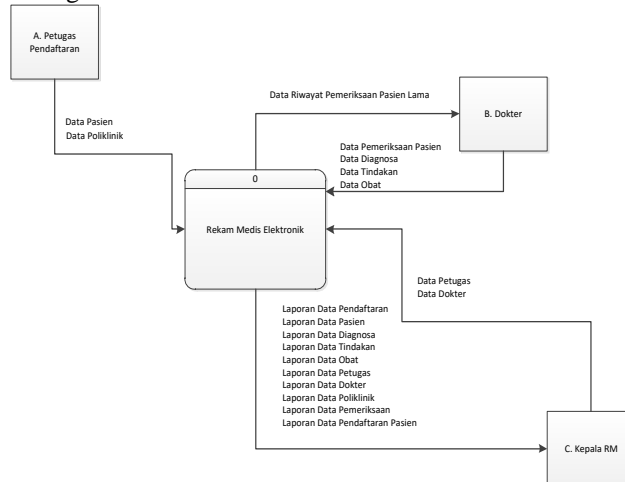 A. Petugas
Pendaftaran
Data Riwayat Pemeriksaan Pasien Lama
B. Dokter
Data Pasien
Data Poliklinik
Data Pemeriksaan Pasien
Data Diagnosa
Data Tindakan
Data Obat
0
Rekam Medis Elektronik
Data Petugas
Data Dokter
Laporan Data Pendaftaran
Laporan Data Pasien
Laporan Data Diagnosa
Laporan Data Tindakan
Laporan Data Obat
Laporan Data Petugas
Laporan Data Dokter
Laporan Data Poliklinik
Laporan Data Pemeriksaan
Laporan Data Pendaftaran Pasien
C. Kepala RM